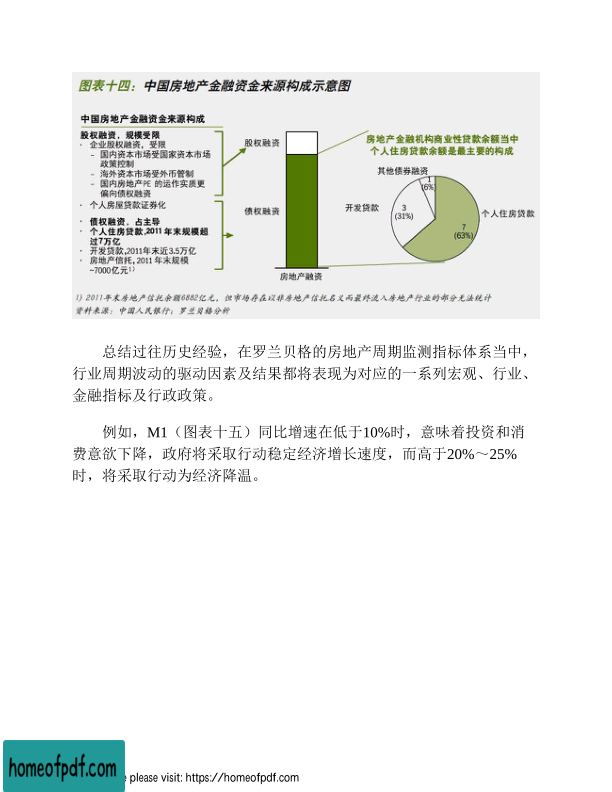 图表十四：中国房地产金融资金来源构成示意图
中国房地产金融资金来源构成
股权融资，规模受限
· 企业股权融资，受限
– 国内资本市场受国家资本市场
政策控制
– 海外资本市场受外币管制
– 国内房地产PE 的运作实质更
偏向债权融资
· 个人房屋贷款证券化
· 债权融资，占主导
· 个人住房贷款,2011 年末规模超
过7万亿
· 开发贷款,2011年末近3.5万亿
· 房地产信托, 2011 年末规模
~7000亿元1)
股权融资
债权融资
房地产融资
房地产金融机构商业性贷款余额当中
个人住房贷款余额是最主要的构成
其他债券融资
1
(6%)
开发贷款
3
(31%)
个人住房贷款
7
(63%)
1) 2011年末房地产信托余额6882亿元，但市场存在以非房地产信托名义而最终流入房地产行业的部分无法统计
资料来源：中国人民银行；罗兰贝格分析
总结过往历史经验，在罗兰贝格的房地产周期监测指标体系当中，
行业周期波动的驱动因素及结果都将表现为对应的一系列宏观、行业、
金融指标及行政政策。
例如，M1（图表十五）同比增速在低于10%时，意味着投资和消
费意欲下降，政府将采取行动稳定经济增长速度，而高于20%～25%
时，将采取行动为经济降温。
homeofpdf.com
e please visit: https://homeofpdf.com